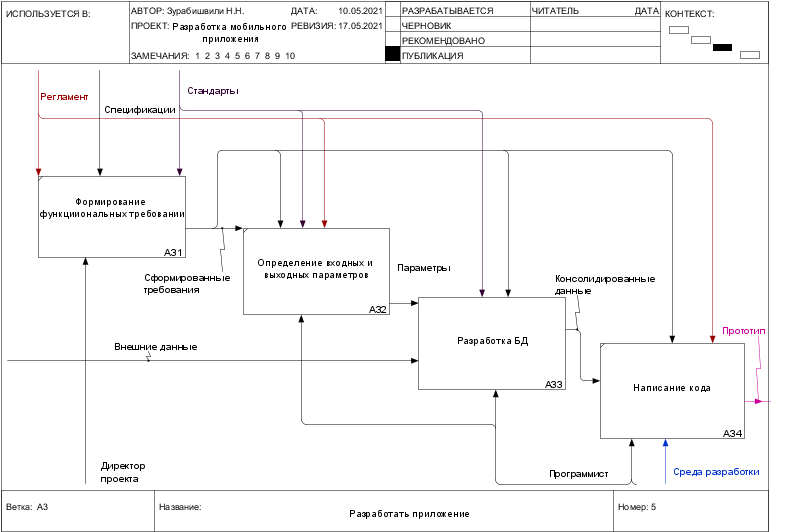 ИСПОЛЬЗУЕТСЯ В:
АВТОР: Зурабишвили Н.Н.
ДАТА: 10.05.2021
ПРОЕКТ: Разработка мобильного приложения
РЕВИЗИЯ: 17.05.2021
ЗАМЕЧАНИЯ: 1 2 3 4 5 6 7 8 9 10
РАЗРАБАТЫВАЕТСЯ
ЧЕРНОВИК
РЕКОМЕНДОВАНО
ПУБЛИКАЦИЯ
ЧИТАТЕЛЬ
ДАТА
КОНТЕКСТ:
Регламент
Спецификации
Стандарты
Формирование
функциональных требовании
А31
Сформированные
требования
Определение входных и
выходных параметров
А32
Параметры
Консолидированные
данные
Внешние данные
Разработка БД
А33
Прототип
Написание кода
А34
Директор
проекта
Программист
Среда разработки
Ветка: А3
Название:
Разработать приложение
Номер: 5